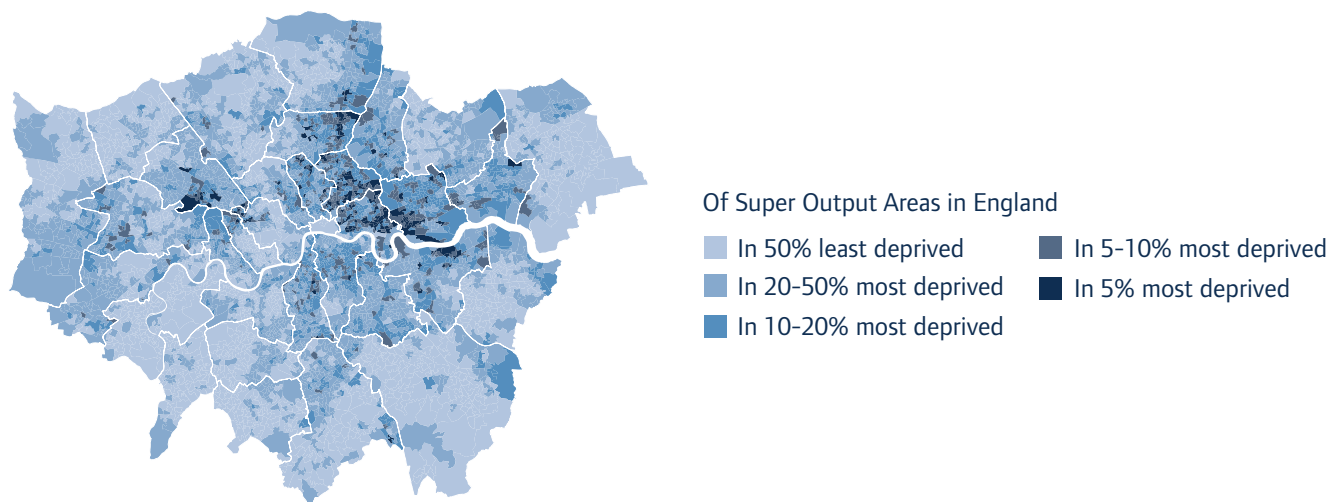 Of Super Output Areas in England
In 50% least deprived
In 20-50% most deprived
In 10-20% most deprived
In 5-10% most deprived
In 5% most deprived